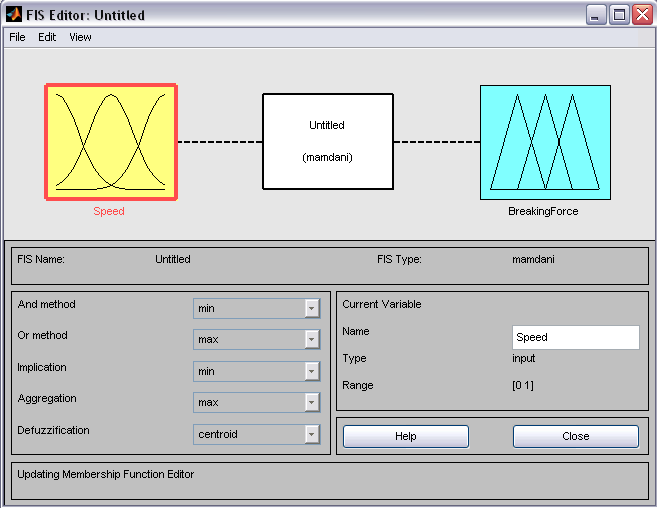 FIS Editor: Untitled
File Edit View
Untitled
(mamdani)
Speed
BreakingForce
FIS Name: Untitled FIS Type: mamdani
And method min
Or method max
Implication min
Aggregation max
Defuzzification centroid
Current Variable
Name Speed
Type input
Range [0 1]
Help Close
Updating Membership Function Editor